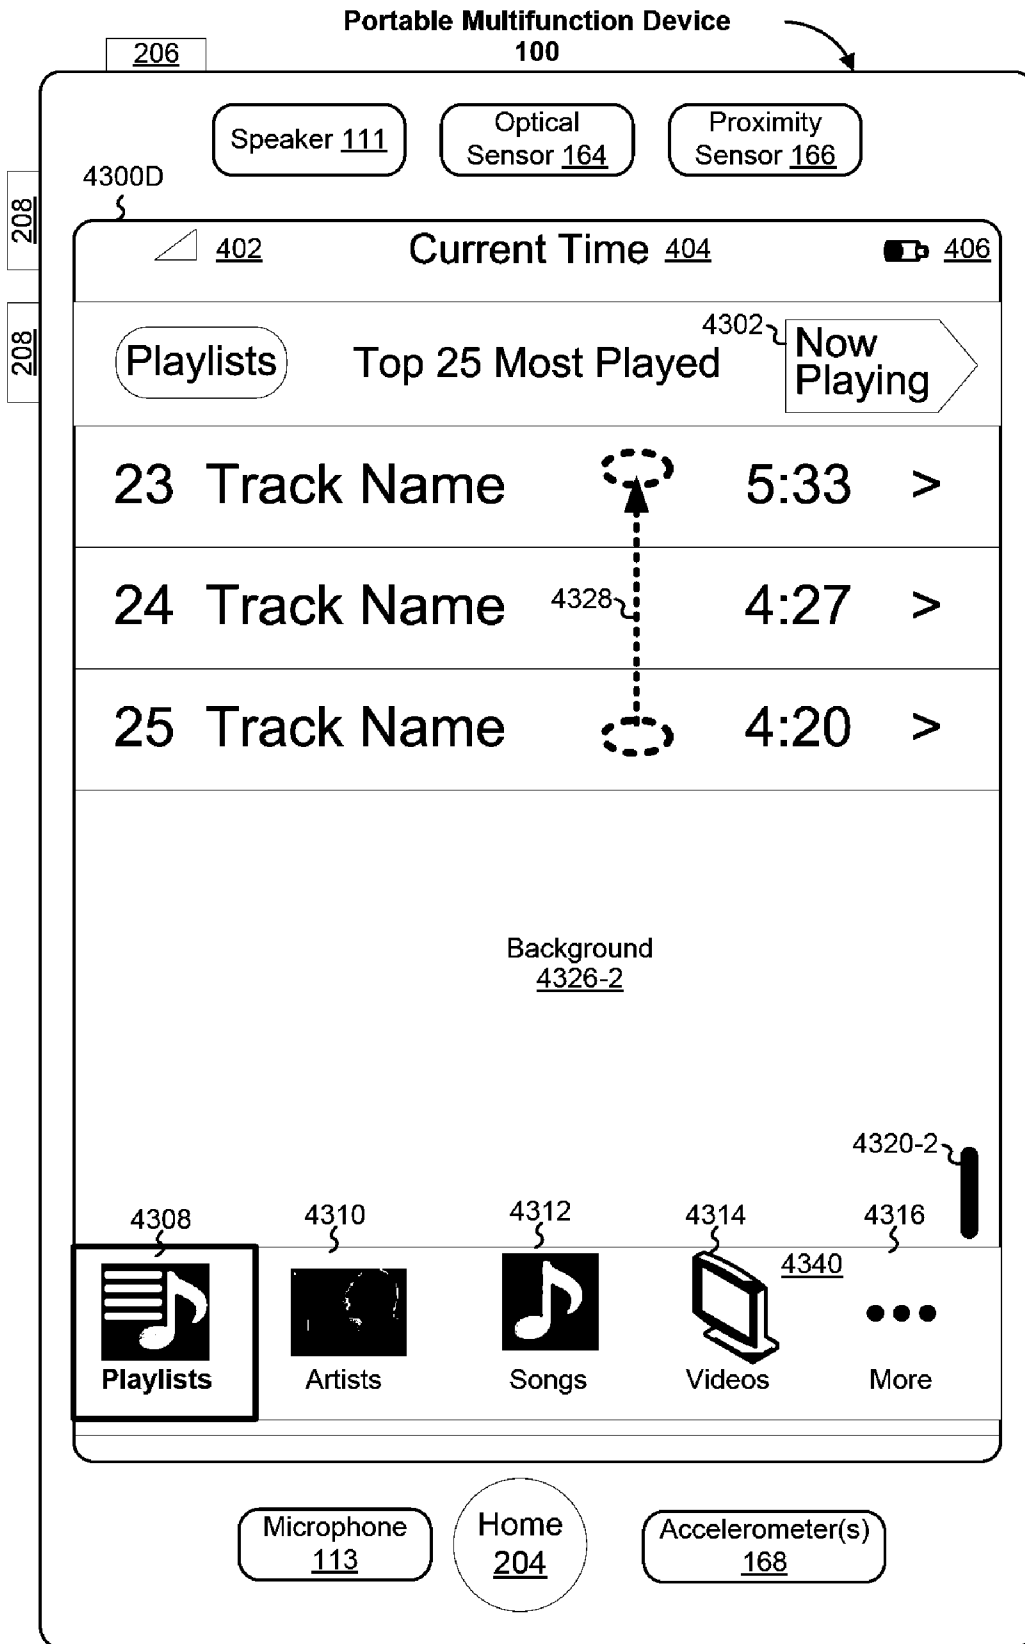 Portable Multifunction Device
100
206
Speaker 111
Optical
Sensor 164
Proximity
Sensor 166
4300D
208
402
Current Time 404
406
208
Playlists
Top 25 Most Played
4302
Now
Playing
23 Track Name 5:33 >
24 Track Name 4328 4:27 >
25 Track Name 4:20 >
Background
4326-2
4320-2
4308
4310
4312
4314
4316
4340
Playlists
Artists
Songs
Videos
More
Microphone
113
Home
204
Accelerometer(s)
168